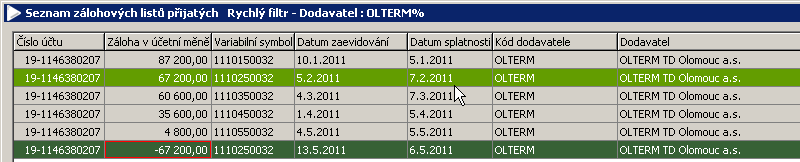 Seznam zálohových listů přijatých Rychlý filtr - Dodavatel : OLTERM%
Číslo účtu Záloha v účetní měně Variabilní symbol Datum zaevidování Datum splatnosti Kód dodavatele Dodavatel
19-1146380207 87 200,00 1110150032 10.1.2011 5.1.2011 OLTERM OLTERM TD Olomouc a.s.
19-1146380207 67 200,00 1110250032 5.2.2011 7.2.2011 OLTERM OLTERM TD Olomouc a.s.
19-1146380207 60 600,00 1110350032 4.3.2011 7.3.2011 OLTERM OLTERM TD Olomouc a.s.
19-1146380207 35 600,00 1110450032 1.4.2011 5.4.2011 OLTERM OLTERM TD Olomouc a.s.
19-1146380207 4 800,00 1110550032 4.5.2011 5.5.2011 OLTERM OLTERM TD Olomouc a.s.
19-1146380207 -67 200,00 1110250032 13.5.2011 6.5.2011 OLTERM OLTERM TD Olomouc a.s.